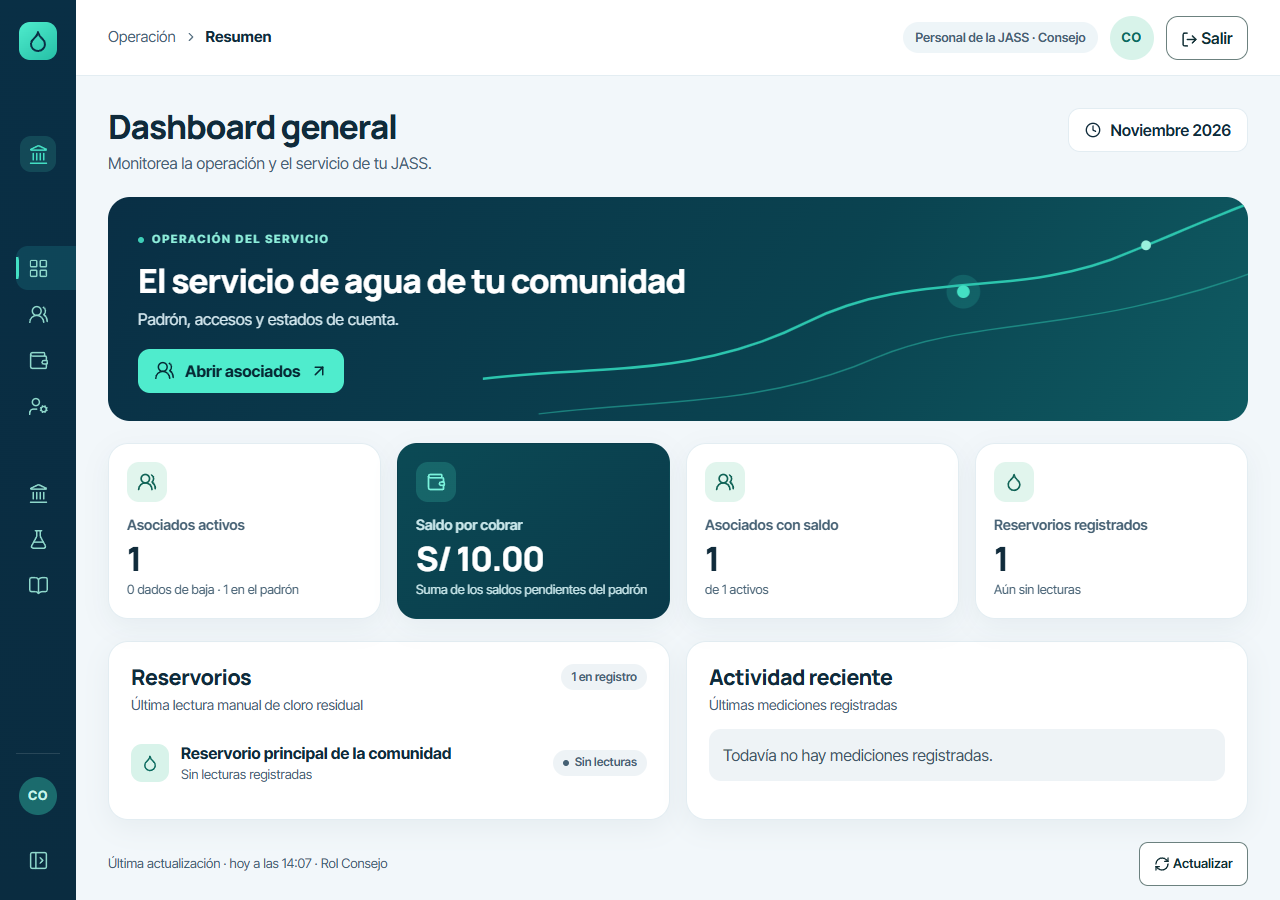 Operación > Resumen
Personal de la JASS · Consejo
CO
Salir
Dashboard general
Monitorea la operación y el servicio de tu JASS.
Noviembre 2026
OPERACIÓN DEL SERVICIO
El servicio de agua de tu comunidad
Padrón, accesos y estados de cuenta.
Abrir asociados
Asociados activos
1
0 dados de baja · 1 en el padrón
Saldo por cobrar
S/ 10.00
Suma de los saldos pendientes del padrón
Asociados con saldo
1
de 1 activos
Reservorios registrados
1
Aún sin lecturas
Reservorios
1 en registro
Última lectura manual de cloro residual
Reservorio principal de la comunidad
Sin lecturas registradas
Sin lecturas
Actividad reciente
Últimas mediciones registradas
Todavía no hay mediciones registradas.
CO
Última actualización · hoy a las 14:07 · Rol Consejo
Actualizar